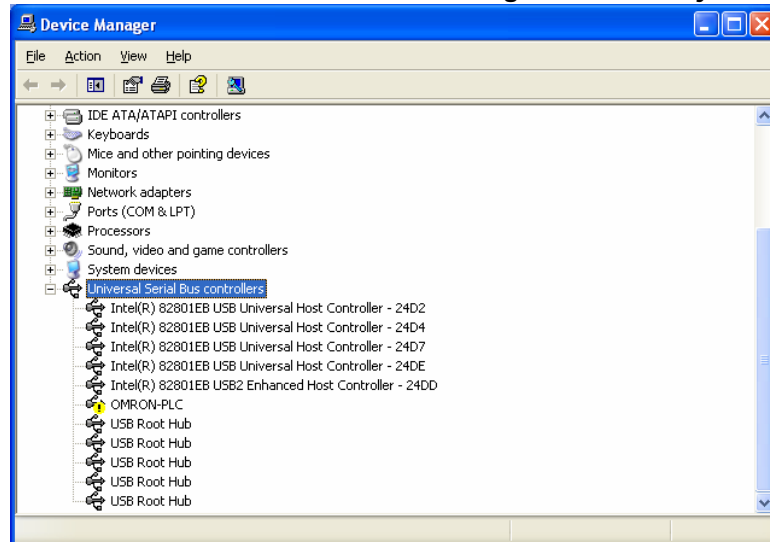 Device Manager
File Action View Help
IDE ATA/ATAPI controllers
Keyboards
Mice and other pointing devices
Monitors
Network adapters
Ports (COM & LPT)
Processors
Sound, video and game controllers
System devices
Universal Serial Bus controllers
Intel(R) 82801EB USB Universal Host Controller - 24D2
Intel(R) 82801EB USB Universal Host Controller - 24D4
Intel(R) 82801EB USB Universal Host Controller - 24D7
Intel(R) 82801EB USB Universal Host Controller - 24DE
Intel(R) 82801EB USB2 Enhanced Host Controller - 24DD
OMRON-PLC
USB Root Hub
USB Root Hub
USB Root Hub
USB Root Hub
USB Root Hub